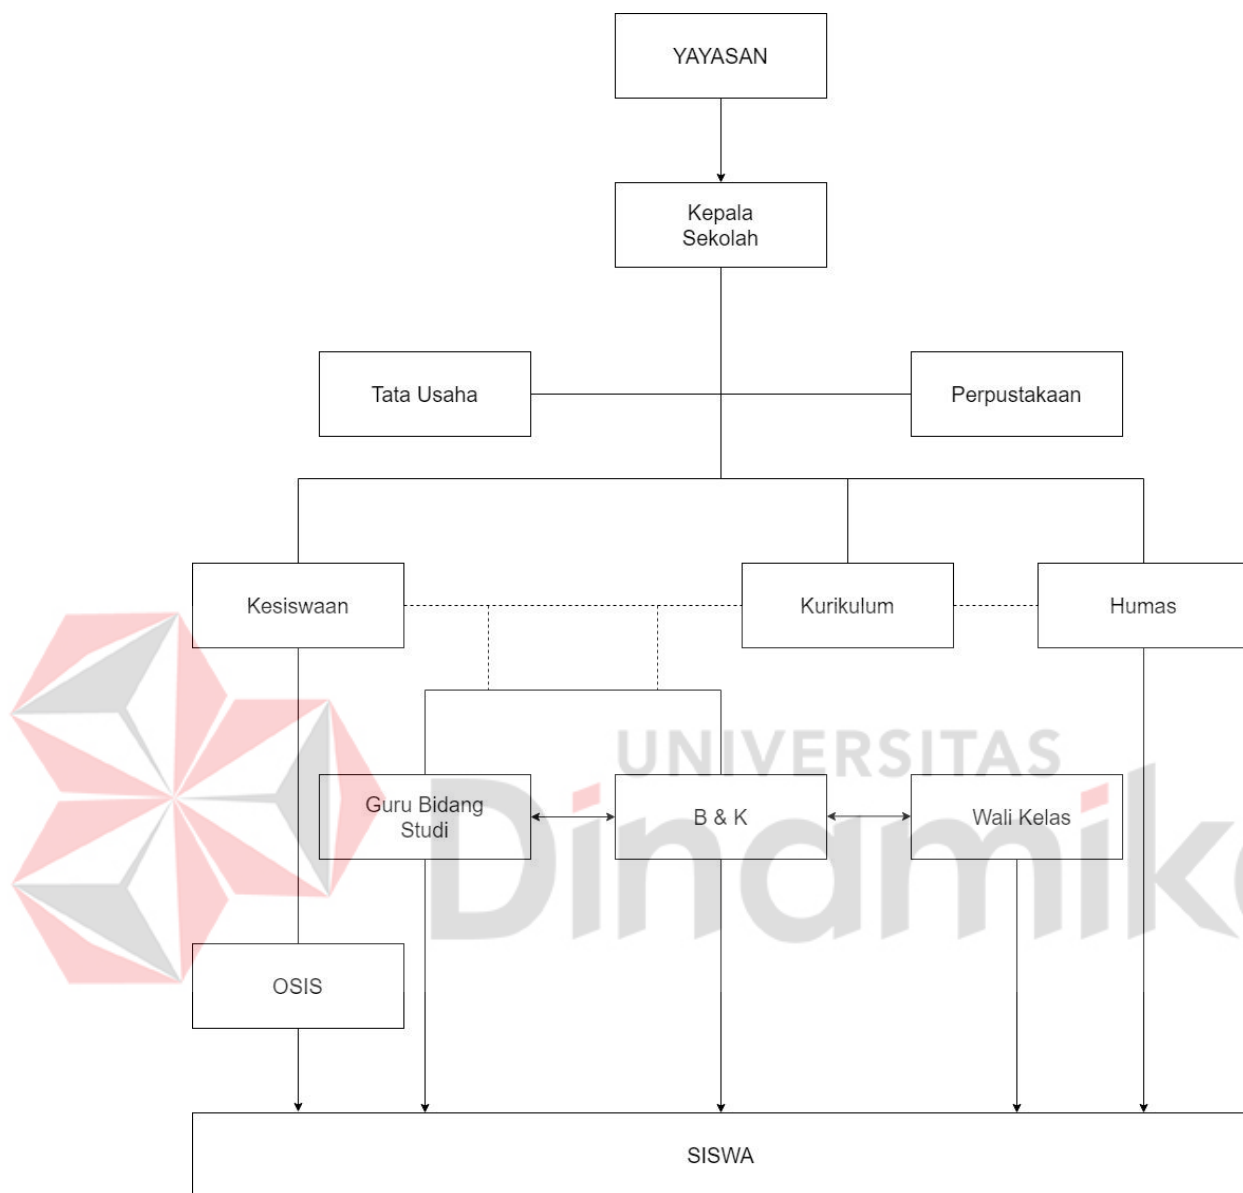 YAYASAN
Kepala
Sekolah
Tata Usaha
Perpustakaan
Kesiswaan
Kurikulum
Humas
UNIVERSITAS
Dinamika
Guru Bidang
Studi
B & K
Wali Kelas
OSIS
SISWA